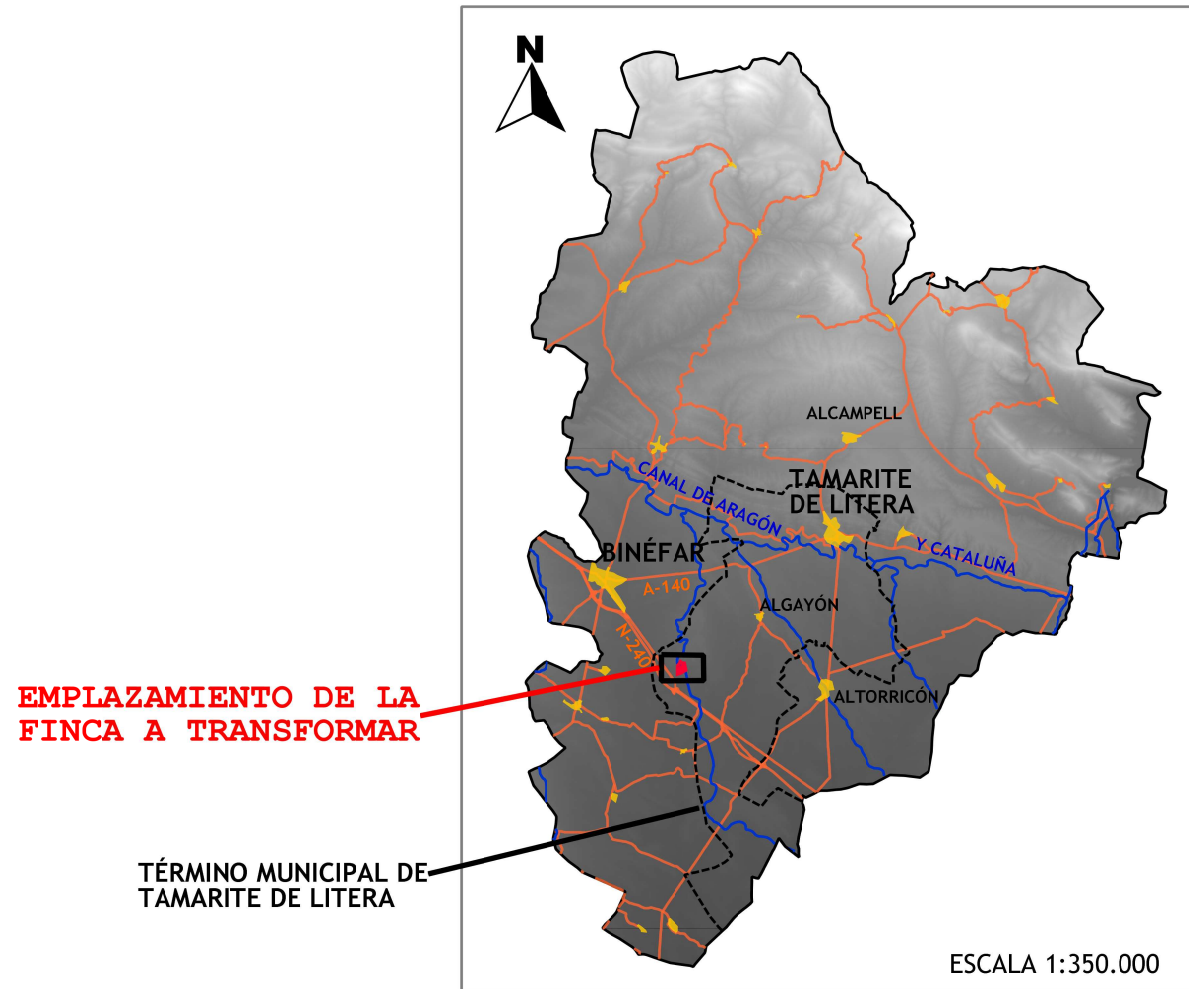 N
ALCAMPELL
TAMARITE
DE LITERA
CANAL DE ARAGÓN
Y CATALUÑA
BINÉFAR
A-140
ALGAYÓN
N-240
EMPLAZAMIENTO DE LA
FINCA A TRANSFORMAR
ALTORRICÓN
TÉRMINO MUNICIPAL DE
TAMARITE DE LITERA
ESCALA 1:350.000